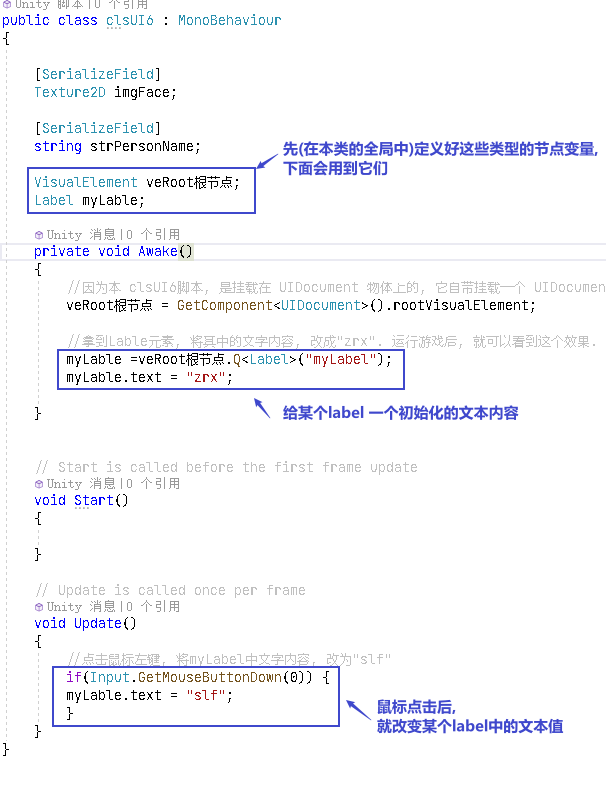 Unity 脚本|0 个引用
public class clsUI6 : MonoBehaviour
{
[SerializeField]
Texture2D imgFace;
[SerializeField]
string strPersonName;
先(在本类的全局中)定义好这些类型的节点变量,
下面会用到它们
VisualElement veRoot根节点;
Label myLable;
Unity 消息|0 个引用
private void Awake()
{
//因为本 clsUI6脚本, 是挂载在 UIDocument 物体上的, 它自带挂载一个 UIDocumen
veRoot根节点 = GetComponent<UIDocument>().rootVisualElement;
//拿到Lable元素, 将其中的文字内容, 改成"zrx". 运行游戏后, 就可以看到这个效果.
myLable =veRoot根节点.Q<Label>("myLabel");
myLable.text = "zrx";
给某个label 一个初始化的文本内容
}
// Start is called before the first frame update
Unity 消息|0 个引用
void Start()
{
}
// Update is called once per frame
Unity 消息|0 个引用
void Update()
{
//点击鼠标左键, 将myLabel中文字内容, 改为"slf"
if(Input.GetMouseButtonDown(0)) {
myLable.text = "slf";
}
鼠标点击后,
就改变某个label中的文本值
}
}